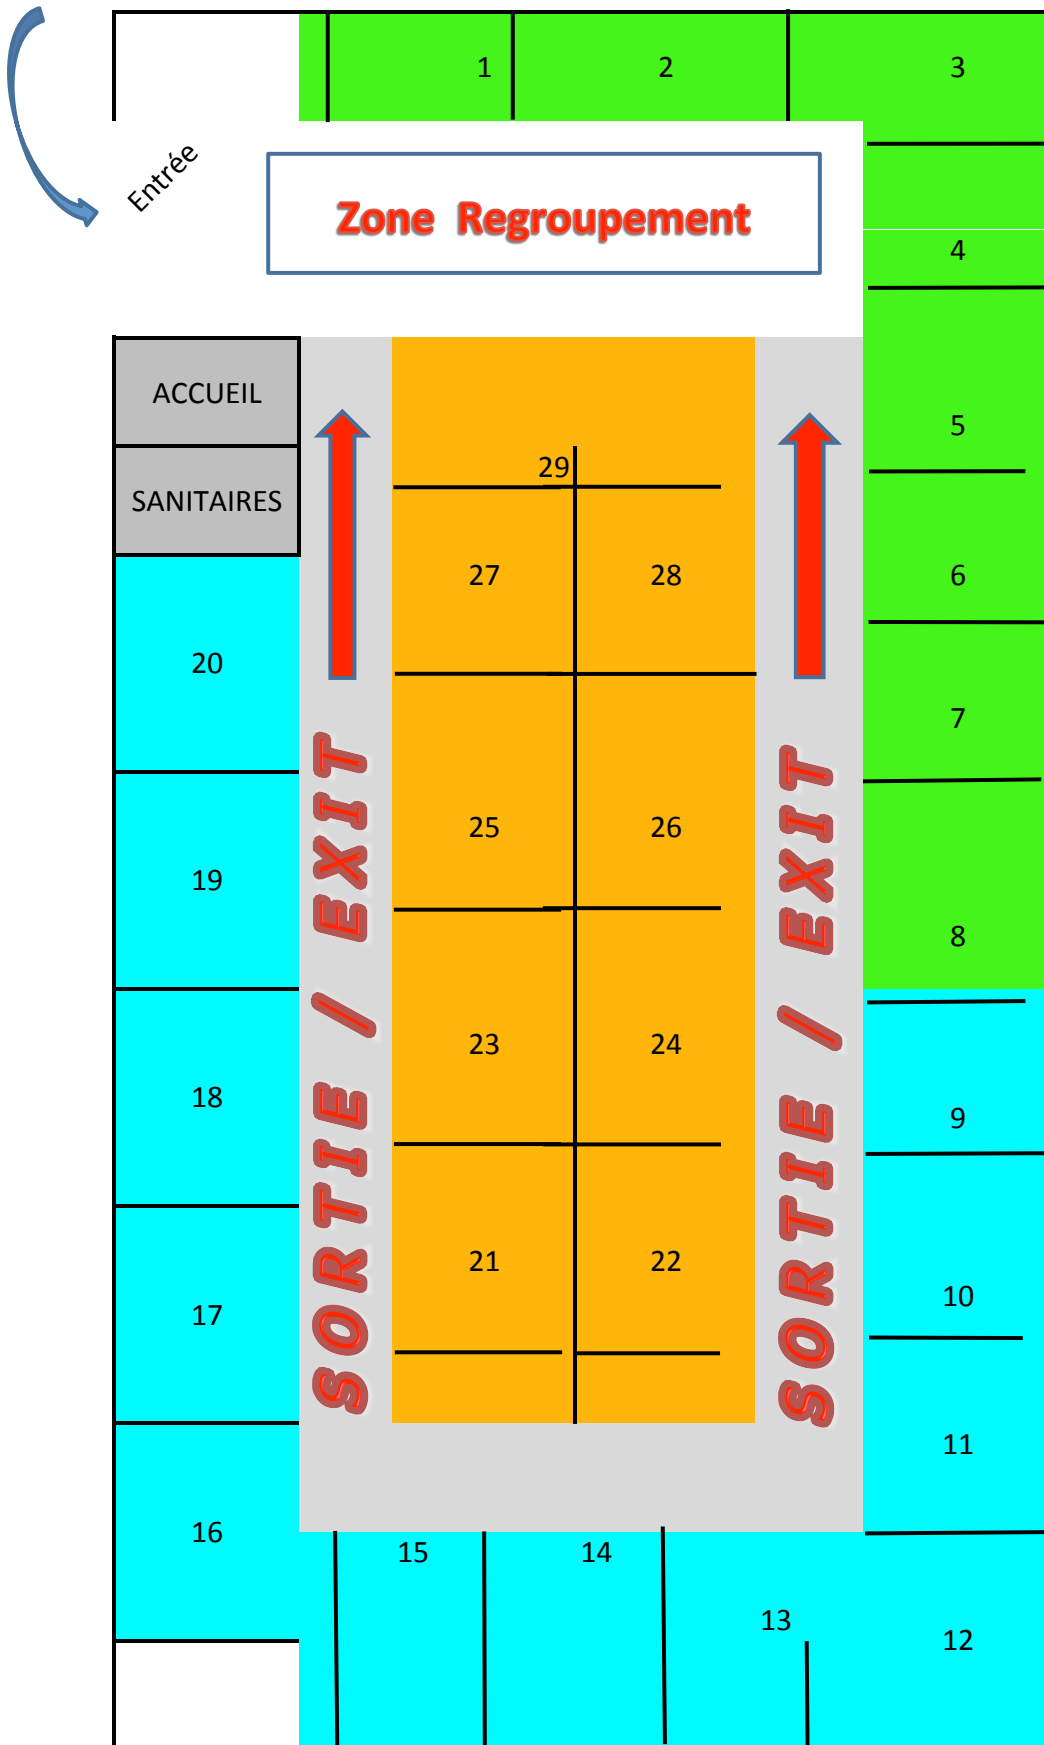 1 2 3
Entrée
Zone Regroupement
4
ACCUEIL
5
29
SANITAIRES
27 28 6
20
7
25 26
19
8
23 24
18
9
21 22
10
17
11
16
15 14
13
12
SORTIE / EXIT
SORTIE / EXIT